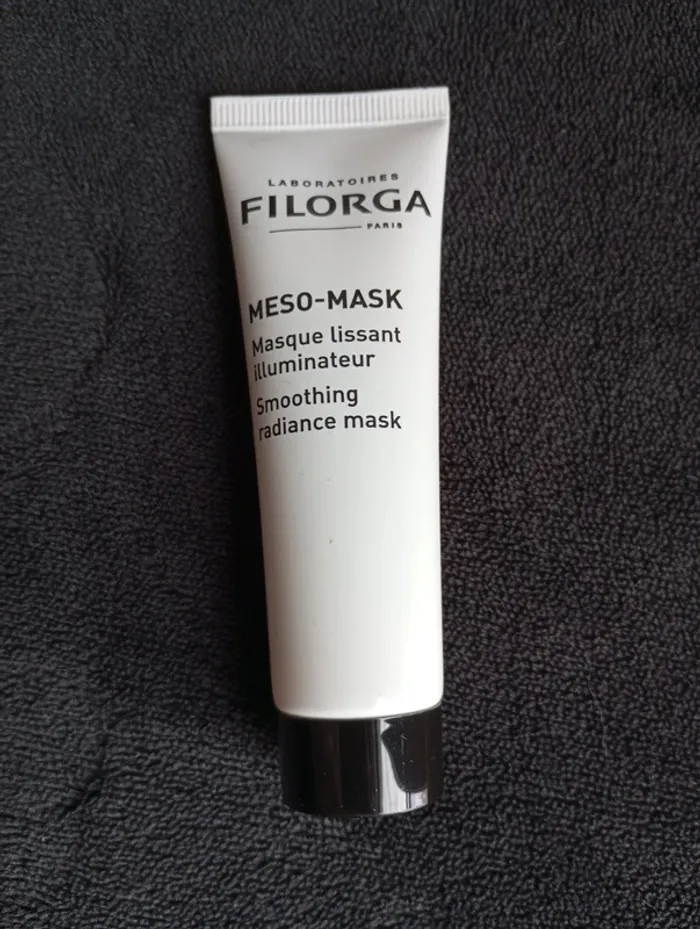 LABORATOIRES
FILORGA
PARIS
MESO-MASK
Masque lissant
illuminateur
Smoothing
radiance mask